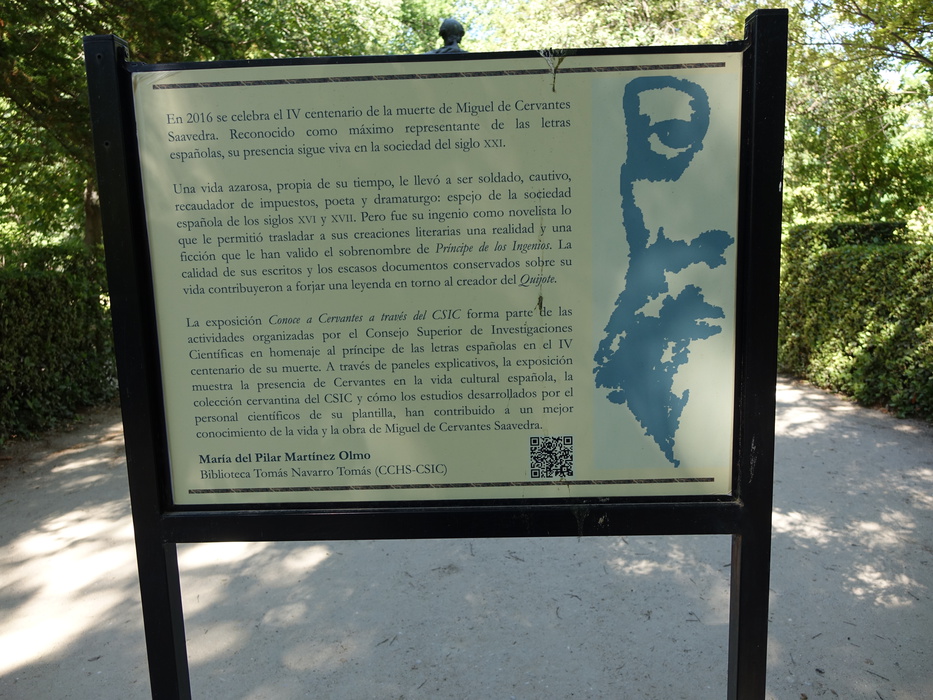 En 2016 se celebra el IV centenario de la muerte de Miguel de Cervantes
Saavedra. Reconocido como máximo representante de las letras
españolas, su presencia sigue viva en la sociedad del siglo XXI.
Una vida azarosa, propia de su tiempo, le llevó a ser soldado, cautivo,
recaudador de impuestos, poeta y dramaturgo: espejo de la sociedad
española de los siglos XVI y XVII. Pero fue su ingenio como novelista lo
que le permitió trasladar a sus creaciones literarias una realidad y una
ficción que le han valido el sobrenombre de Príncipe de los Ingenios. La
calidad de sus escritos y los escasos documentos conservados sobre su
vida contribuyeron a forjar una leyenda en torno al creador del Quijote.
La exposición Conoce a Cervantes a través del CSIC forma parte de las
actividades organizadas por el Consejo Superior de Investigaciones
Científicas en homenaje al príncipe de las letras españolas en el IV
centenario de su muerte. A través de paneles explicativos, la exposición
muestra la presencia de Cervantes en la vida cultural española, la
colección cervantina del CSIC y cómo los estudios desarrollados por el
personal científicos de su plantilla, han contribuido a un mejor
conocimiento de la vida y la obra de Miguel de Cervantes Saavedra.
María del Pilar Martínez Olmo
Biblioteca Tomás Navarro Tomás (CCHS-CSIC)